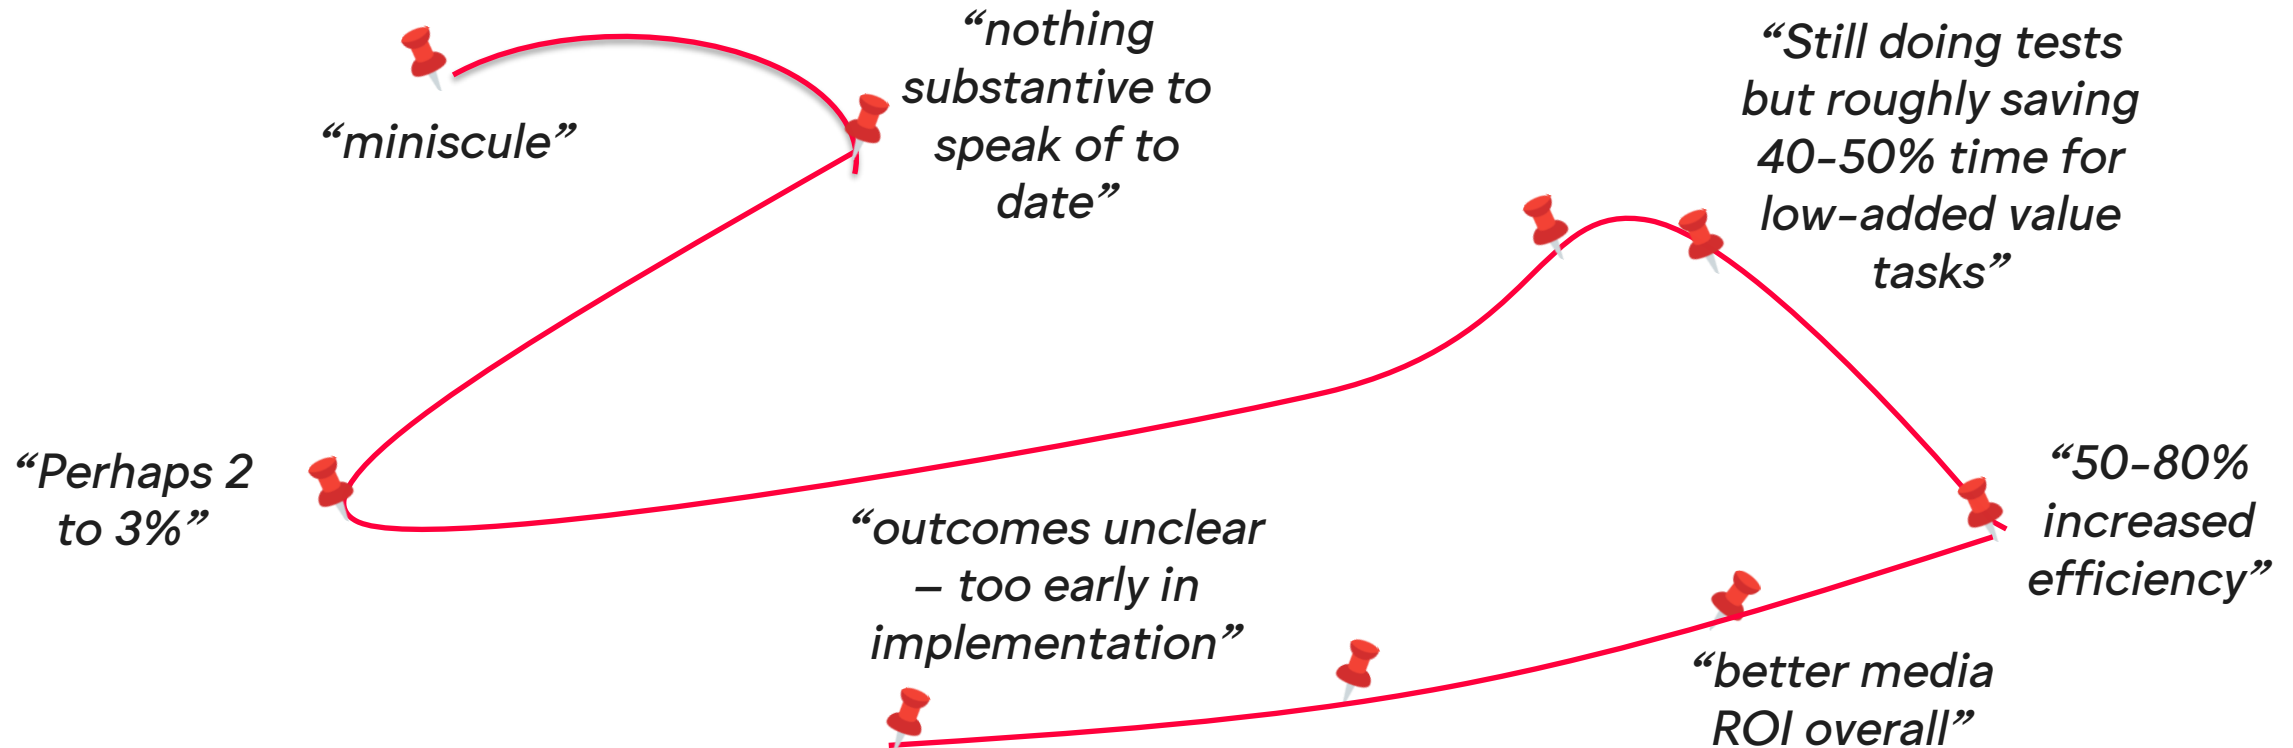 “miniscule”
“nothing
substantive to
speak of to
date”
“Still doing tests
but roughly saving
40-50% time for
low-added value
tasks”
“Perhaps 2
to 3%”
“outcomes unclear
– too early in
implementation”
“50-80%
increased
efficiency”
“better media
ROI overall”